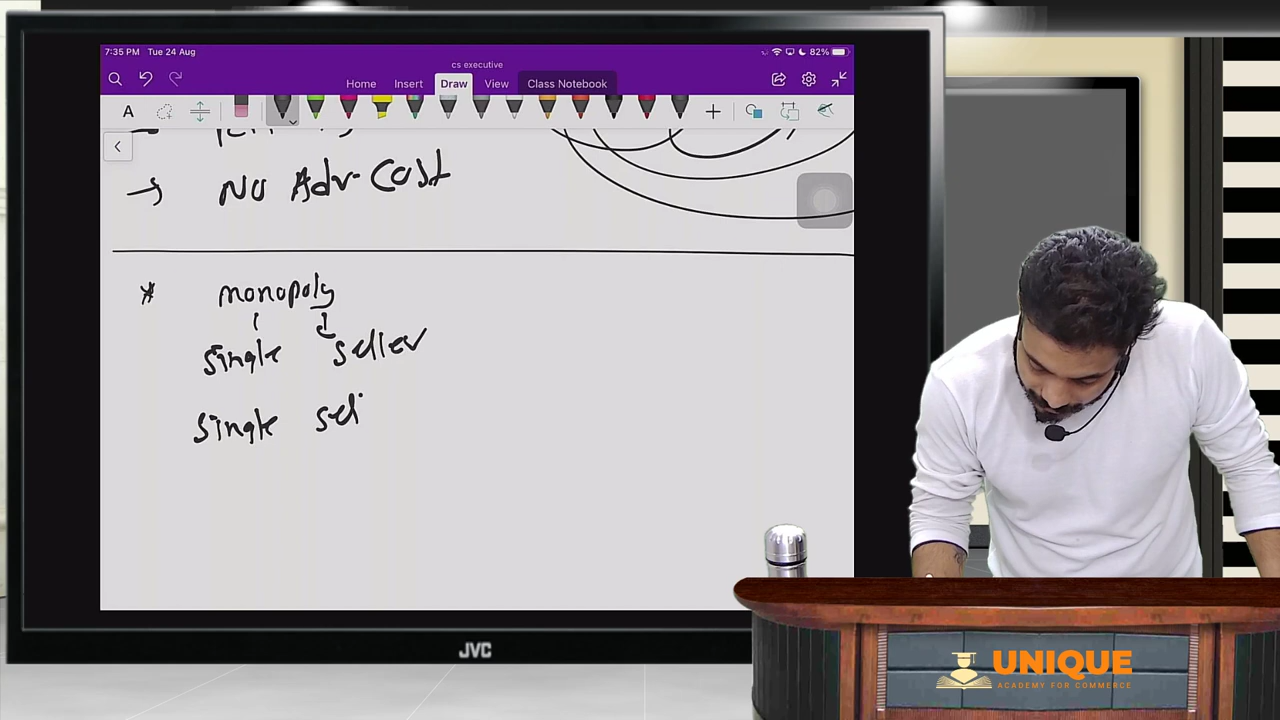 7:35 PM Tue 24 Aug
82%
cs executive
Home Insert Draw View Class Notebook
A
→ No Adv-Cost
* monopoly
single seller
single sel
JVC
UNIQUE
ACADEMY FOR COMMERCE